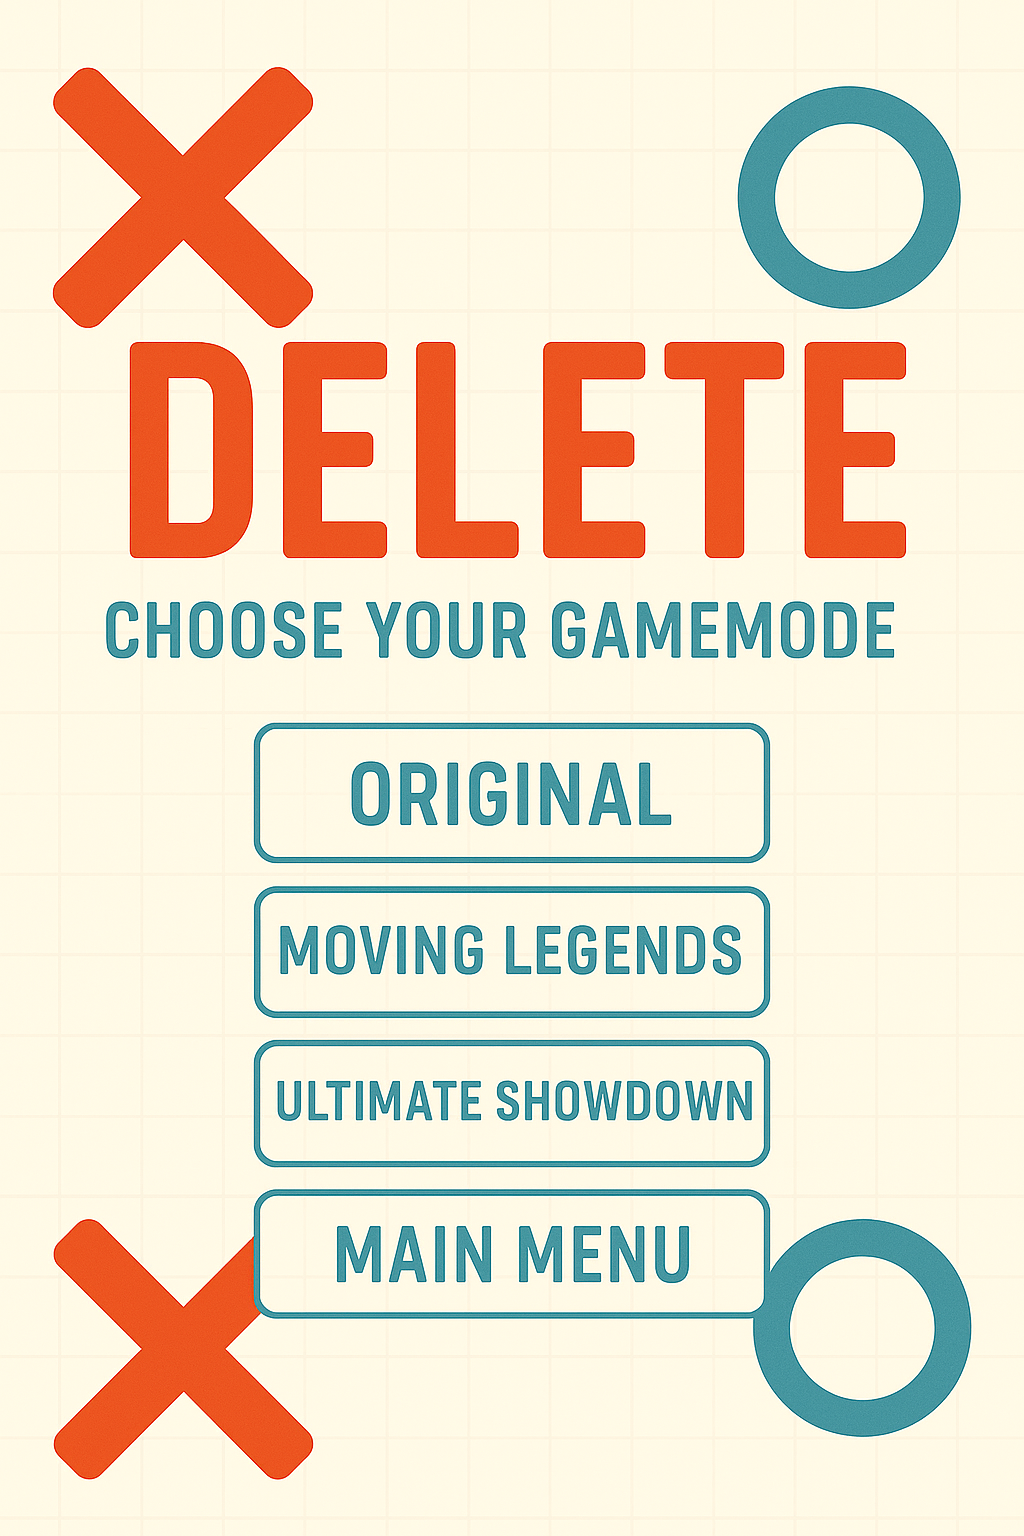 DELETE
CHOOSE YOUR GAMEMODE
ORIGINAL
MOVING LEGENDS
ULTIMATE SHOWDOWN
MAIN MENU